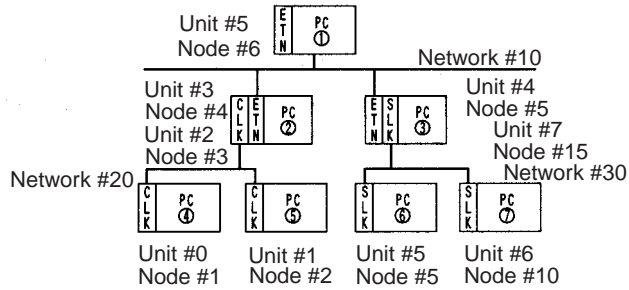 Unit #5
Node #6
ETN
PC
①
Network #10
Unit #3
Node #4
Unit #2
Node #3
CLK
ETN
PC
②
ETN
SLK
PC
③
Unit #4
Node #5
Unit #7
Node #15
Network #30
Network #20
CLK
PC
④
CLK
PC
⑤
SLK
PC
⑥
SLK
PC
⑦
Unit #0
Node #1
Unit #1
Node #2
Unit #5
Node #5
Unit #6
Node #10